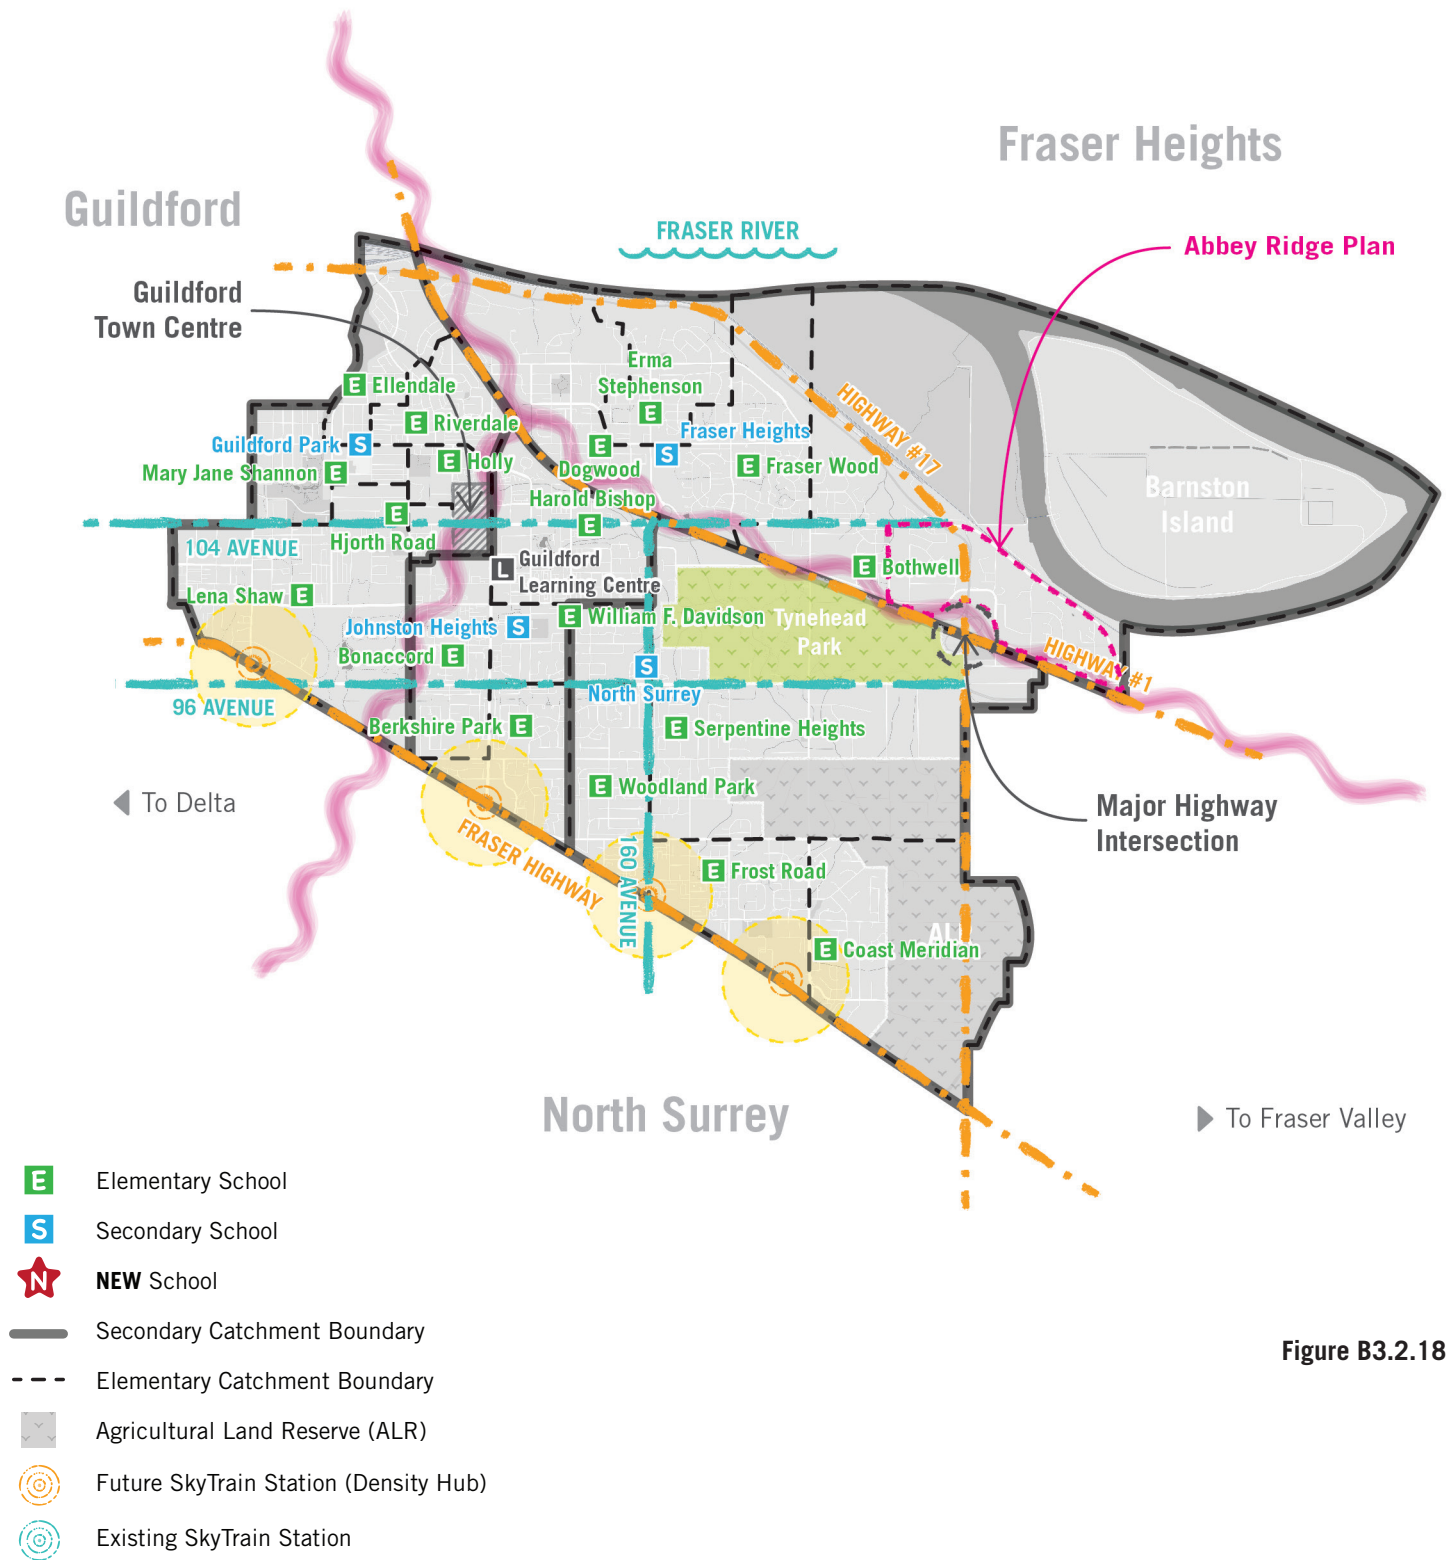 Fraser Heights
Guildford
FRASER RIVER
Abbey Ridge Plan
Guildford
Town Centre
Erma
Stephenson
E
E Ellendale
HIGHWAY #17
E Riverdale
Fraser Heights
S
Guildford Park S
E
Dogwood
E Holly
E Fraser Wood
Mary Jane Shannon E
Barnston
Island
Harold Bishop
E
E
Hjorth Road
104 AVENUE
L Guildford
Learning Centre
E Bothwell
Lena Shaw E
E William F. Davidson
Tynehead
Park
Johnston Heights S
Bonaccord E
S
North Surrey
HIGHWAY #1
96 AVENUE
Berkshire Park E
E Serpentine Heights
To Delta
E Woodland Park
Major Highway
Intersection
FRASER HIGHWAY
160 AVENUE
E Frost Road
E Coast Meridian
North Surrey
To Fraser Valley
E Elementary School
S Secondary School
N NEW School
Secondary Catchment Boundary
Elementary Catchment Boundary
Agricultural Land Reserve (ALR)
Future SkyTrain Station (Density Hub)
Existing SkyTrain Station
Figure B3.2.18